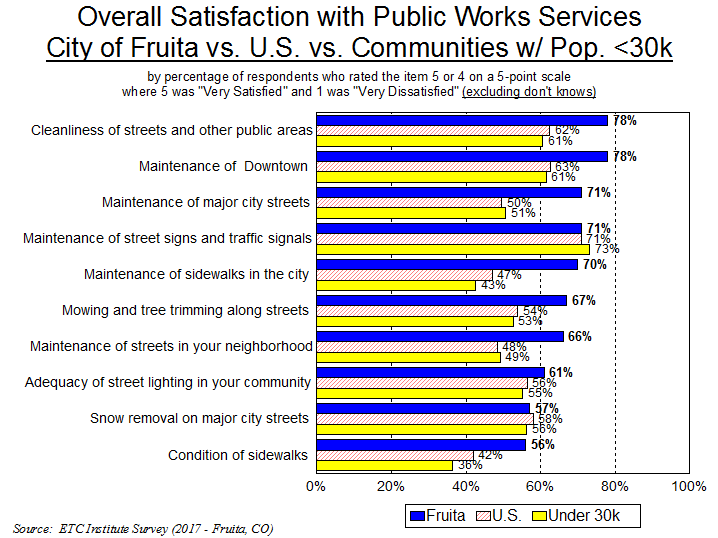 Overall Satisfaction with Public Works Services
City of Fruita vs. U.S. vs. Communities w/ Pop. <30k
by percentage of respondents who rated the item 5 or 4 on a 5-point scale
where 5 was "Very Satisfied" and 1 was "Very Dissatisfied" (excluding don't knows)
Cleanliness of streets and other public areas
78%
62%
61%
Maintenance of Downtown
78%
63%
61%
Maintenance of major city streets
71%
50%
51%
Maintenance of street signs and traffic signals
71%
71%
73%
Maintenance of sidewalks in the city
70%
47%
43%
Mowing and tree trimming along streets
67%
54%
53%
Maintenance of streets in your neighborhood
66%
48%
49%
Adequacy of street lighting in your community
61%
56%
55%
Snow removal on major city streets
57%
58%
56%
Condition of sidewalks
56%
42%
36%
0% 20% 40% 60% 80% 100%
Fruita U.S. Under 30k
Source: ETC Institute Survey (2017 - Fruita, CO)